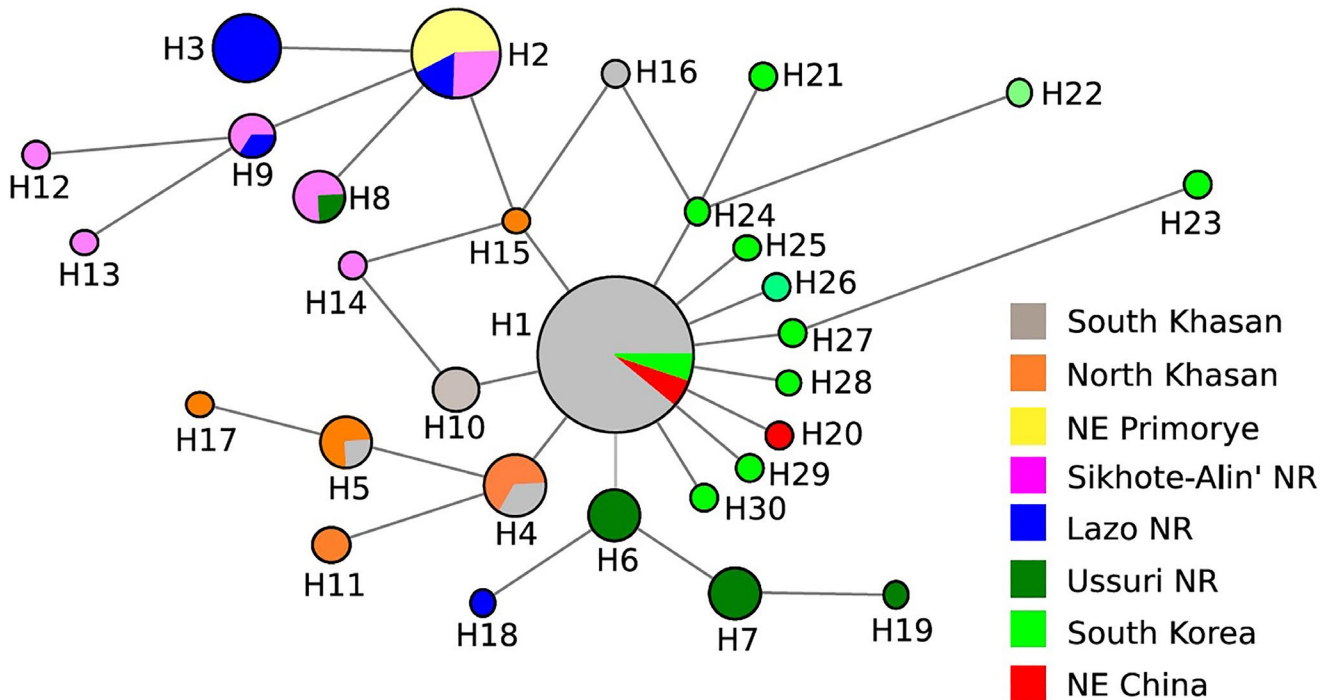 H3
H2
H16
H21
H22
H12
H9
H8
H24
H23
H13
H15
H25
H14
H26
H1
H27
H28
H10
H17
H20
H5
H29
H4
H30
H11
H6
H18
H7
H19
South Khasan
North Khasan
NE Primorye
Sikhote-Alin' NR
Lazo NR
Ussuri NR
South Korea
NE China